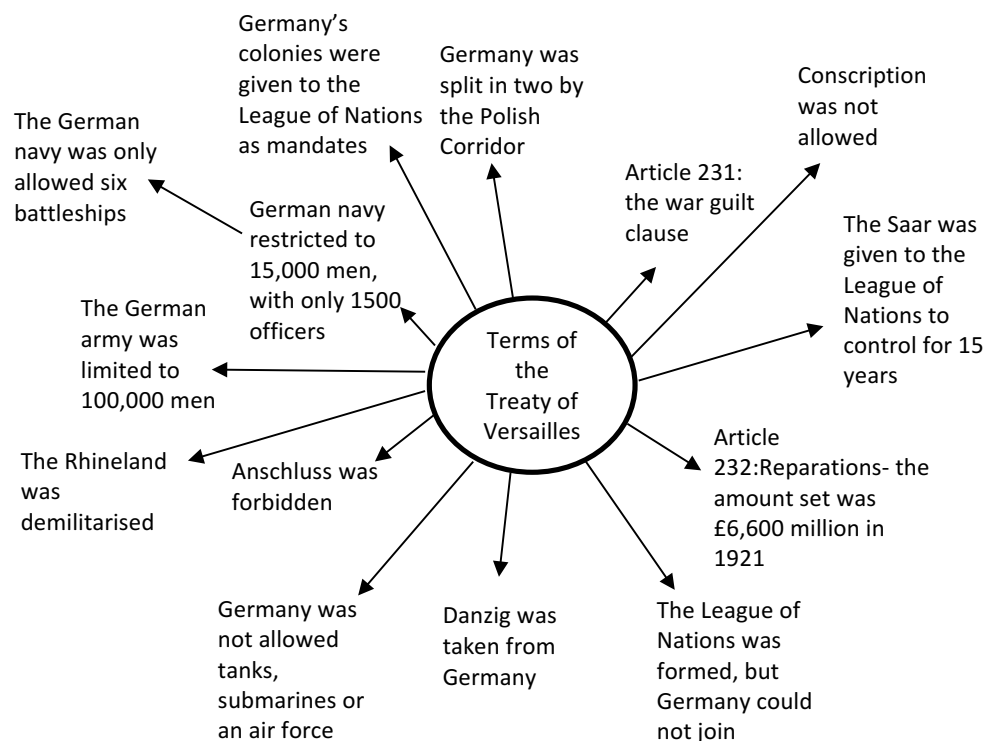 Germany’s
colonies were
given to the
League of Nations
as mandates
Germany was
split in two by
the Polish
Corridor
Conscription
was not
allowed
The German
navy was only
allowed six
battleships
Article 231:
the war guilt
clause
German navy
restricted to
15,000 men,
with only 1500
officers
The Saar was
given to the
League of
Nations to
control for 15
years
The German
army was
limited to
100,000 men
Terms of
the
Treaty of
Versailles
The Rhineland
was
demilitarised
Anschluss was
forbidden
Article
232:Reparations- the
amount set was
£6,600 million in
1921
Germany was
not allowed
tanks,
submarines or
an air force
Danzig was
taken from
Germany
The League of
Nations was
formed, but
Germany could
not join